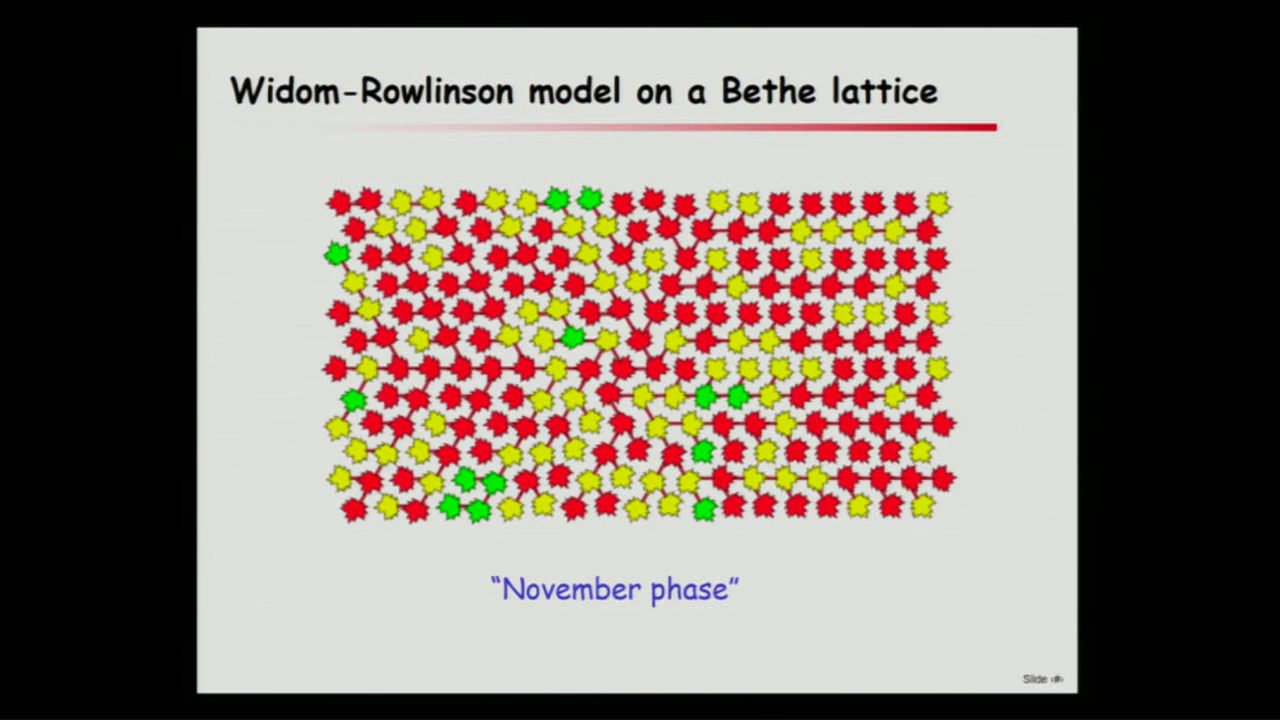 Widom-Rowlinson model on a Bethe lattice
“November phase”
Slide ‹#›